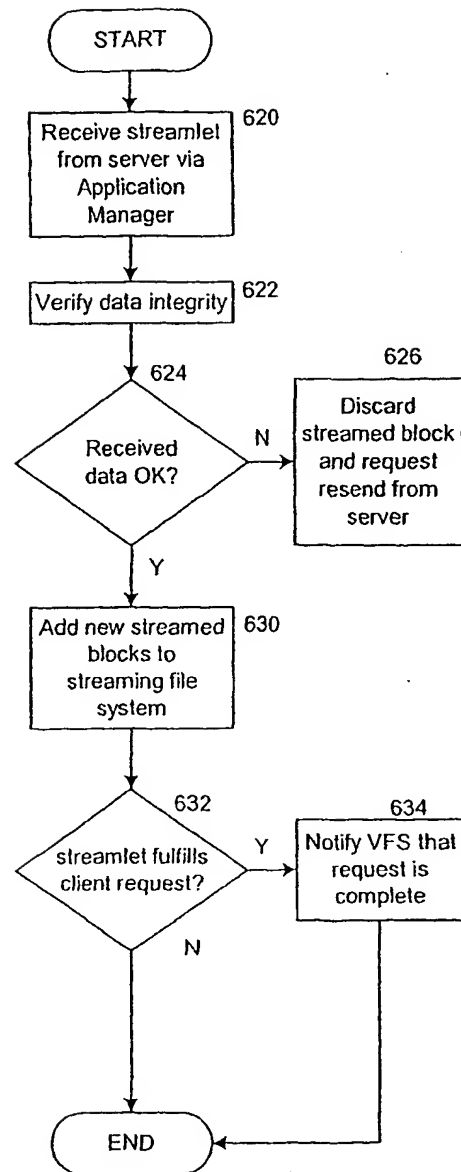 START
620
Receive streamlet
from server via
Application
Manager
Verify data integrity
622
624
Received
data OK?
N
626
Discard
streamed block
and request
resend from
server
Y
Add new streamed
blocks to
streaming file
system
630
632
streamlet fulfills
client request?
Y
634
Notify VFS that
request is
complete
N
END